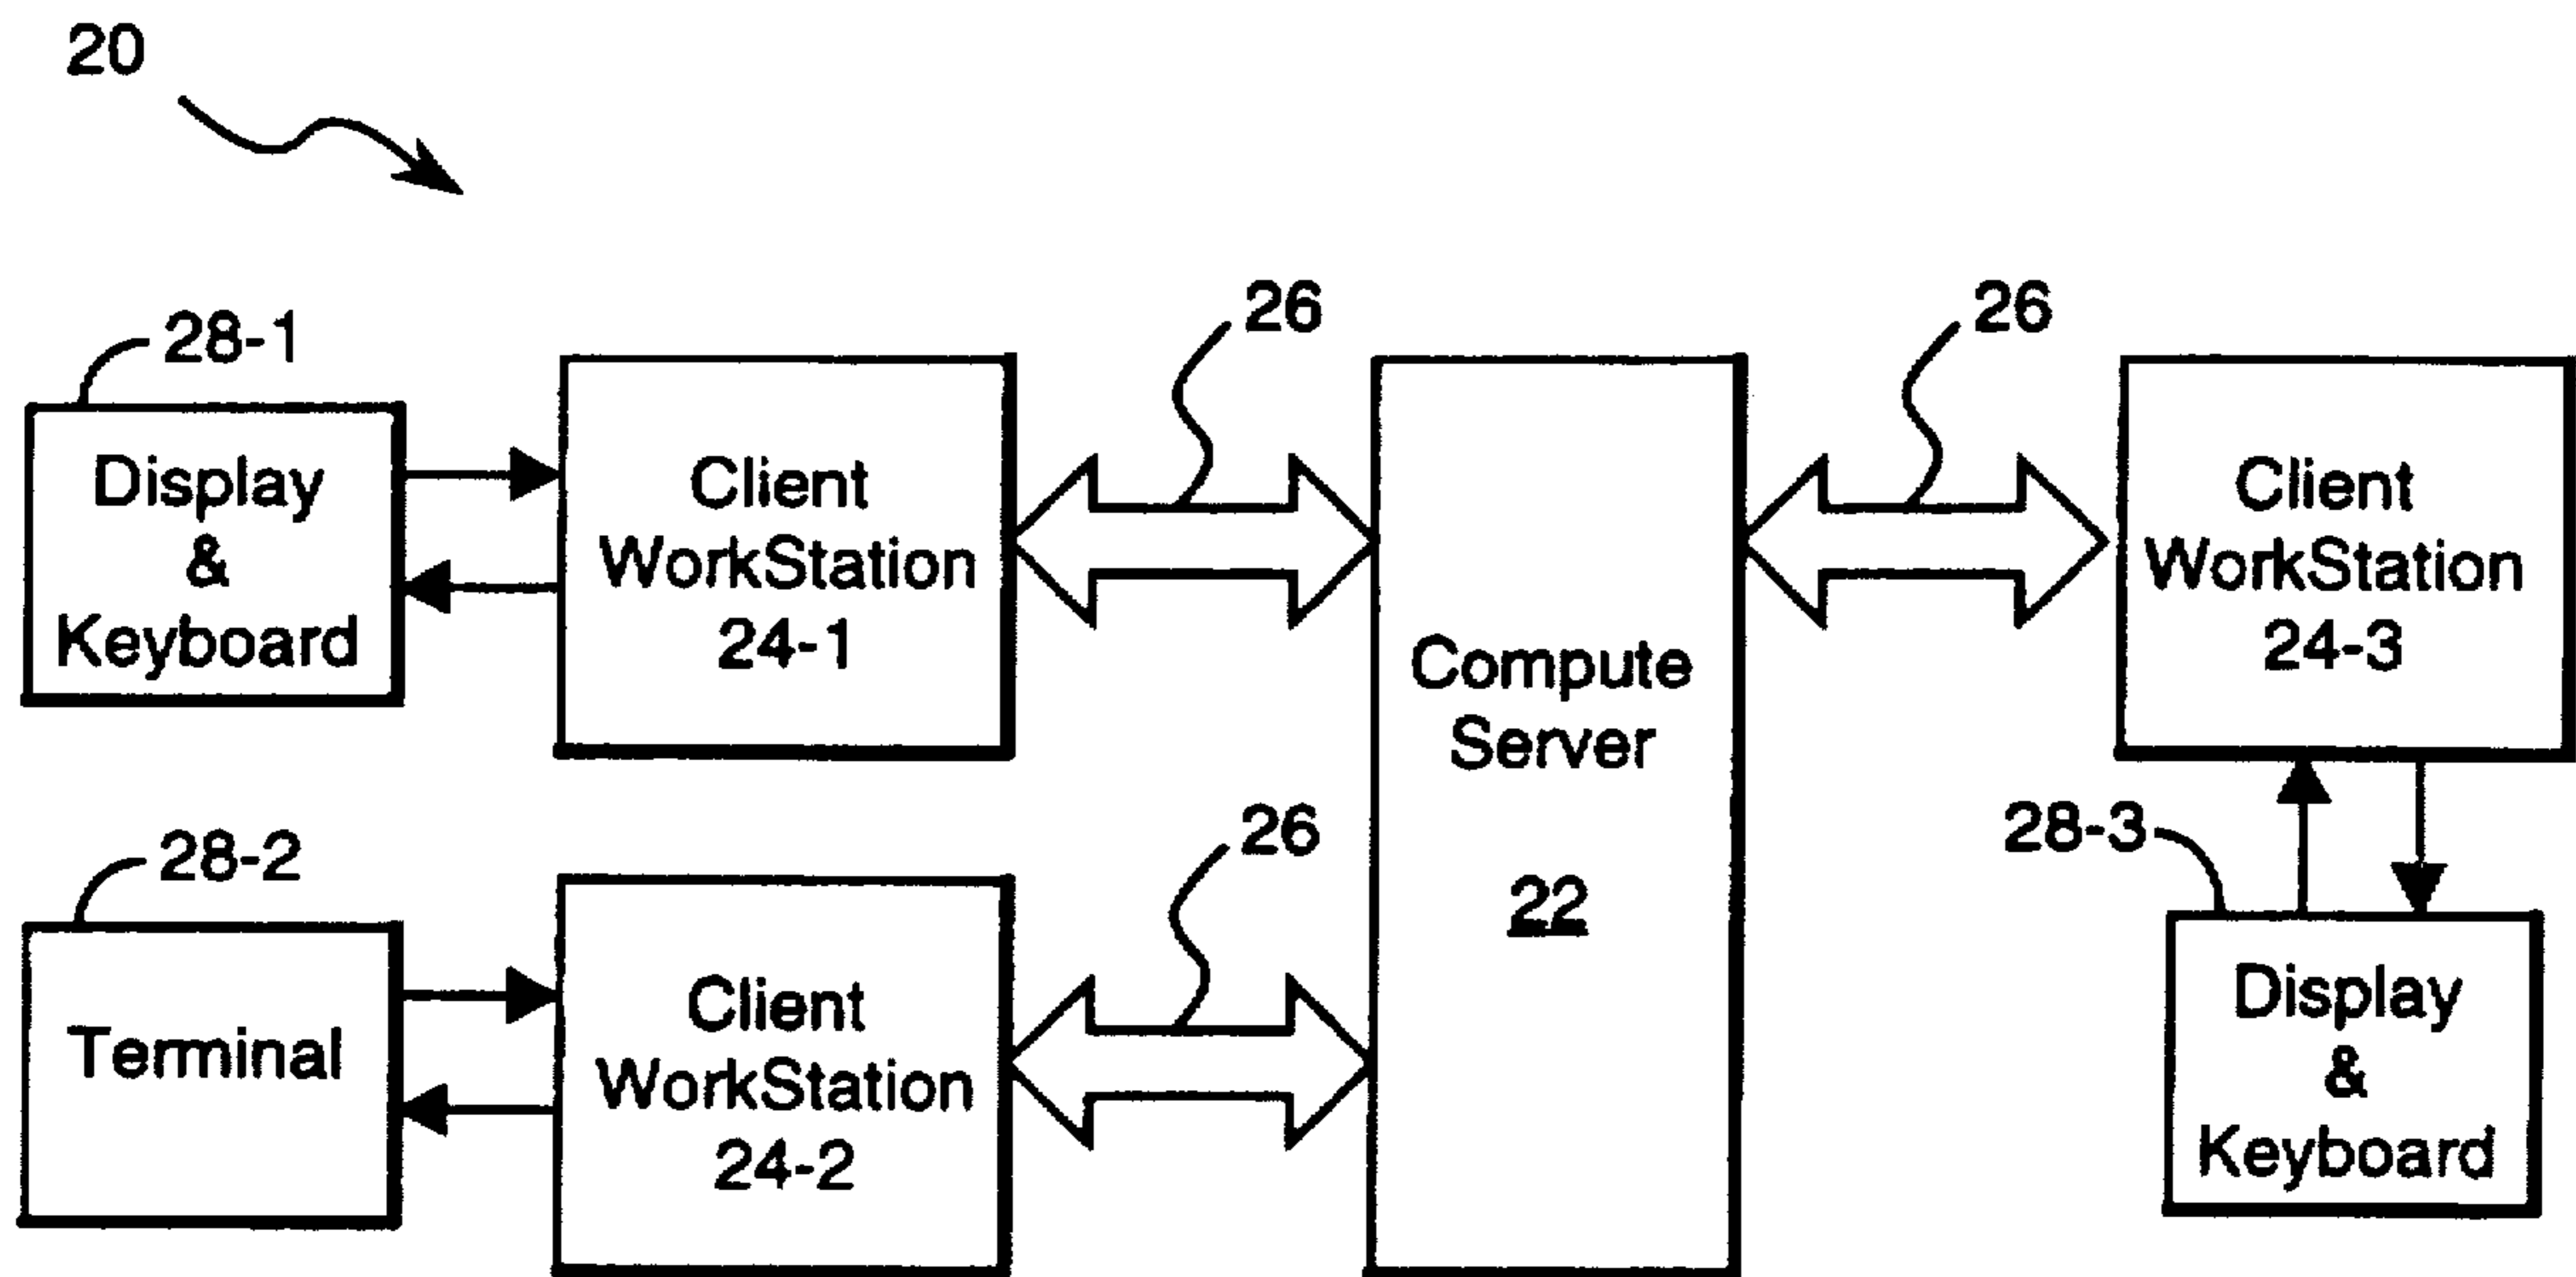 20
28-1
26
26
Display
&
Keyboard
Client
WorkStation
24-1
Compute
Server
22
Client
WorkStation
24-3
28-2
26
28-3
Terminal
Client
WorkStation
24-2
Display
&
Keyboard